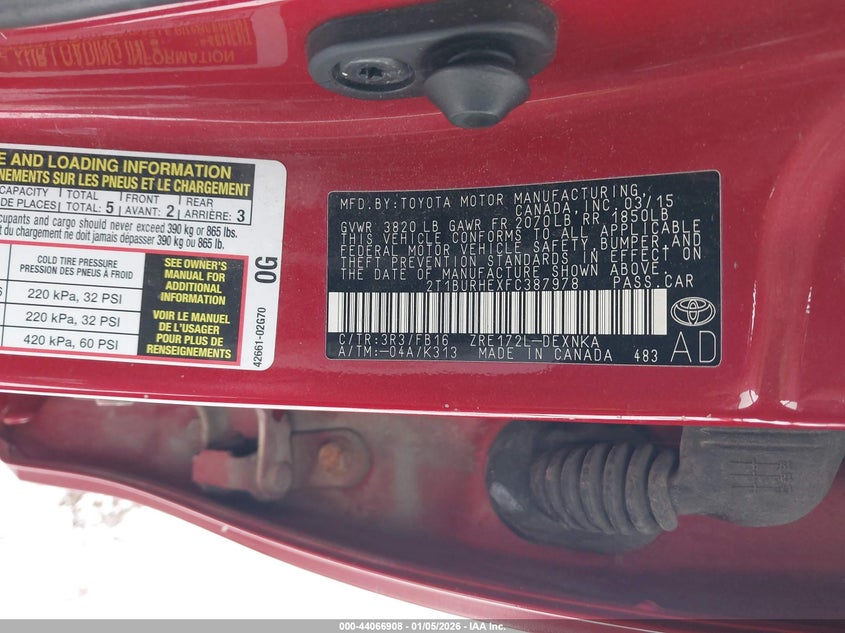 E AND LOADING INFORMATION
NEMENTS SUR LES PNEUS ET LE CHARGEMENT
CAPACITY TOTAL FRONT REAR
DE PLACES TOTAL: 5 AVANT: 2 ARRIÈRE: 3
cupants and cargo should never exceed 390 kg or 865 lbs.
t du chargement ne doit jamais dépasser 390 kg ou 865 lb.
COLD TIRE PRESSURE
PRESSION DES PNEUS À FROID
220 kPa, 32 PSI
220 kPa, 32 PSI
420 kPa, 60 PSI
SEE OWNER'S
MANUAL FOR
ADDITIONAL
INFORMATION
VOIR LE MANUEL
DE L'USAGER
POUR PLUS DE
RENSEIGNEMENTS
0G
42661-02G70
MFD.BY:TOYOTA MOTOR MANUFACTURING
CANADA, INC. 03/15
GVWR 3820 LB GAWR FR 2070LB RR 1850LB
THIS VEHICLE CONFORMS TO ALL APPLICABLE
FEDERAL MOTOR VEHICLE SAFETY, BUMPER AND
THEFT PREVENTION STANDARDS IN EFFECT ON
THE DATE OF MANUFACTURE SHOWN ABOVE.
2T1BURHEXFC387978 PASS.CAR
C/TR:3R3/FB16 ZRE172L-DEXNKA
A/TM:-04A/K313 MADE IN CANADA 483
AD
000-44066908 - 01/05/2026 - IAA Inc.